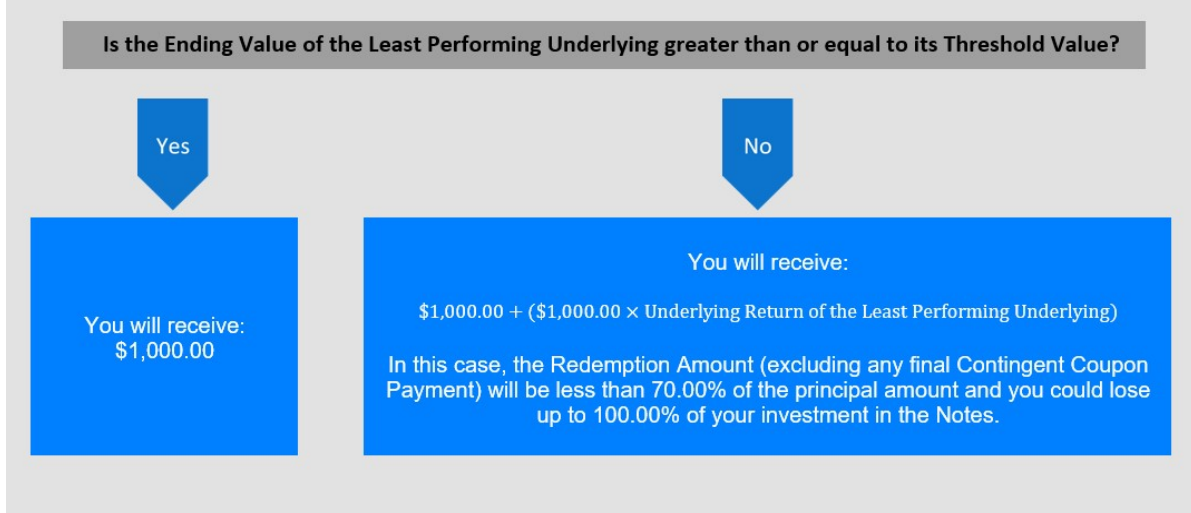 Is the Ending Value of the Least Performing Underlying greater than or equal to its Threshold Value?
Yes
No
You will receive:
$1,000.00
You will receive:
$1,000.00 + ($1,000.00 × Underlying Return of the Least Performing Underlying)
In this case, the Redemption Amount (excluding any final Contingent Coupon
Payment) will be less than 70.00% of the principal amount and you could lose
up to 100.00% of your investment in the Notes.